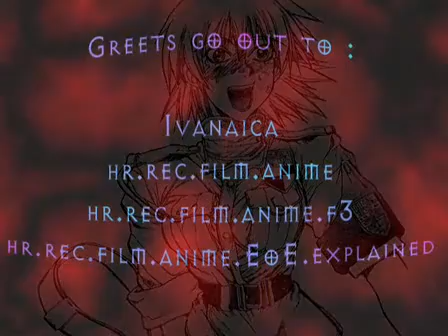 Greets go out to :
Ivanaica
hr.rec.film.anime
hr.rec.film.anime.f3
hr.rec.film.anime.EoE.explained